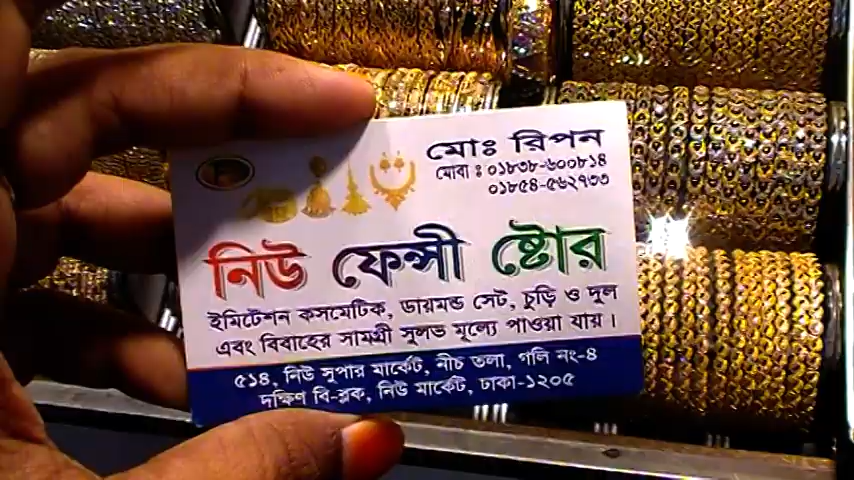 মোঃ রিপন
মোবা : ০১৮৩৮-৬০০৮১৪
০১৮৫৪-৫৬২৭৩৩
নিউ ফেন্সী ষ্টোর
ইমিটেশন কসমেটিক, ডায়মন্ড সেট, চুড়ি ও দুল
এবং বিবাহের সামগ্রী সুলভ মূল্যে পাওয়া যায়।
৫১৪, নিউ সুপার মার্কেট, নীচ তলা, গলি নং-৪
দক্ষিণ বি-ব্লক, নিউ মার্কেট, ঢাকা-১২০৫